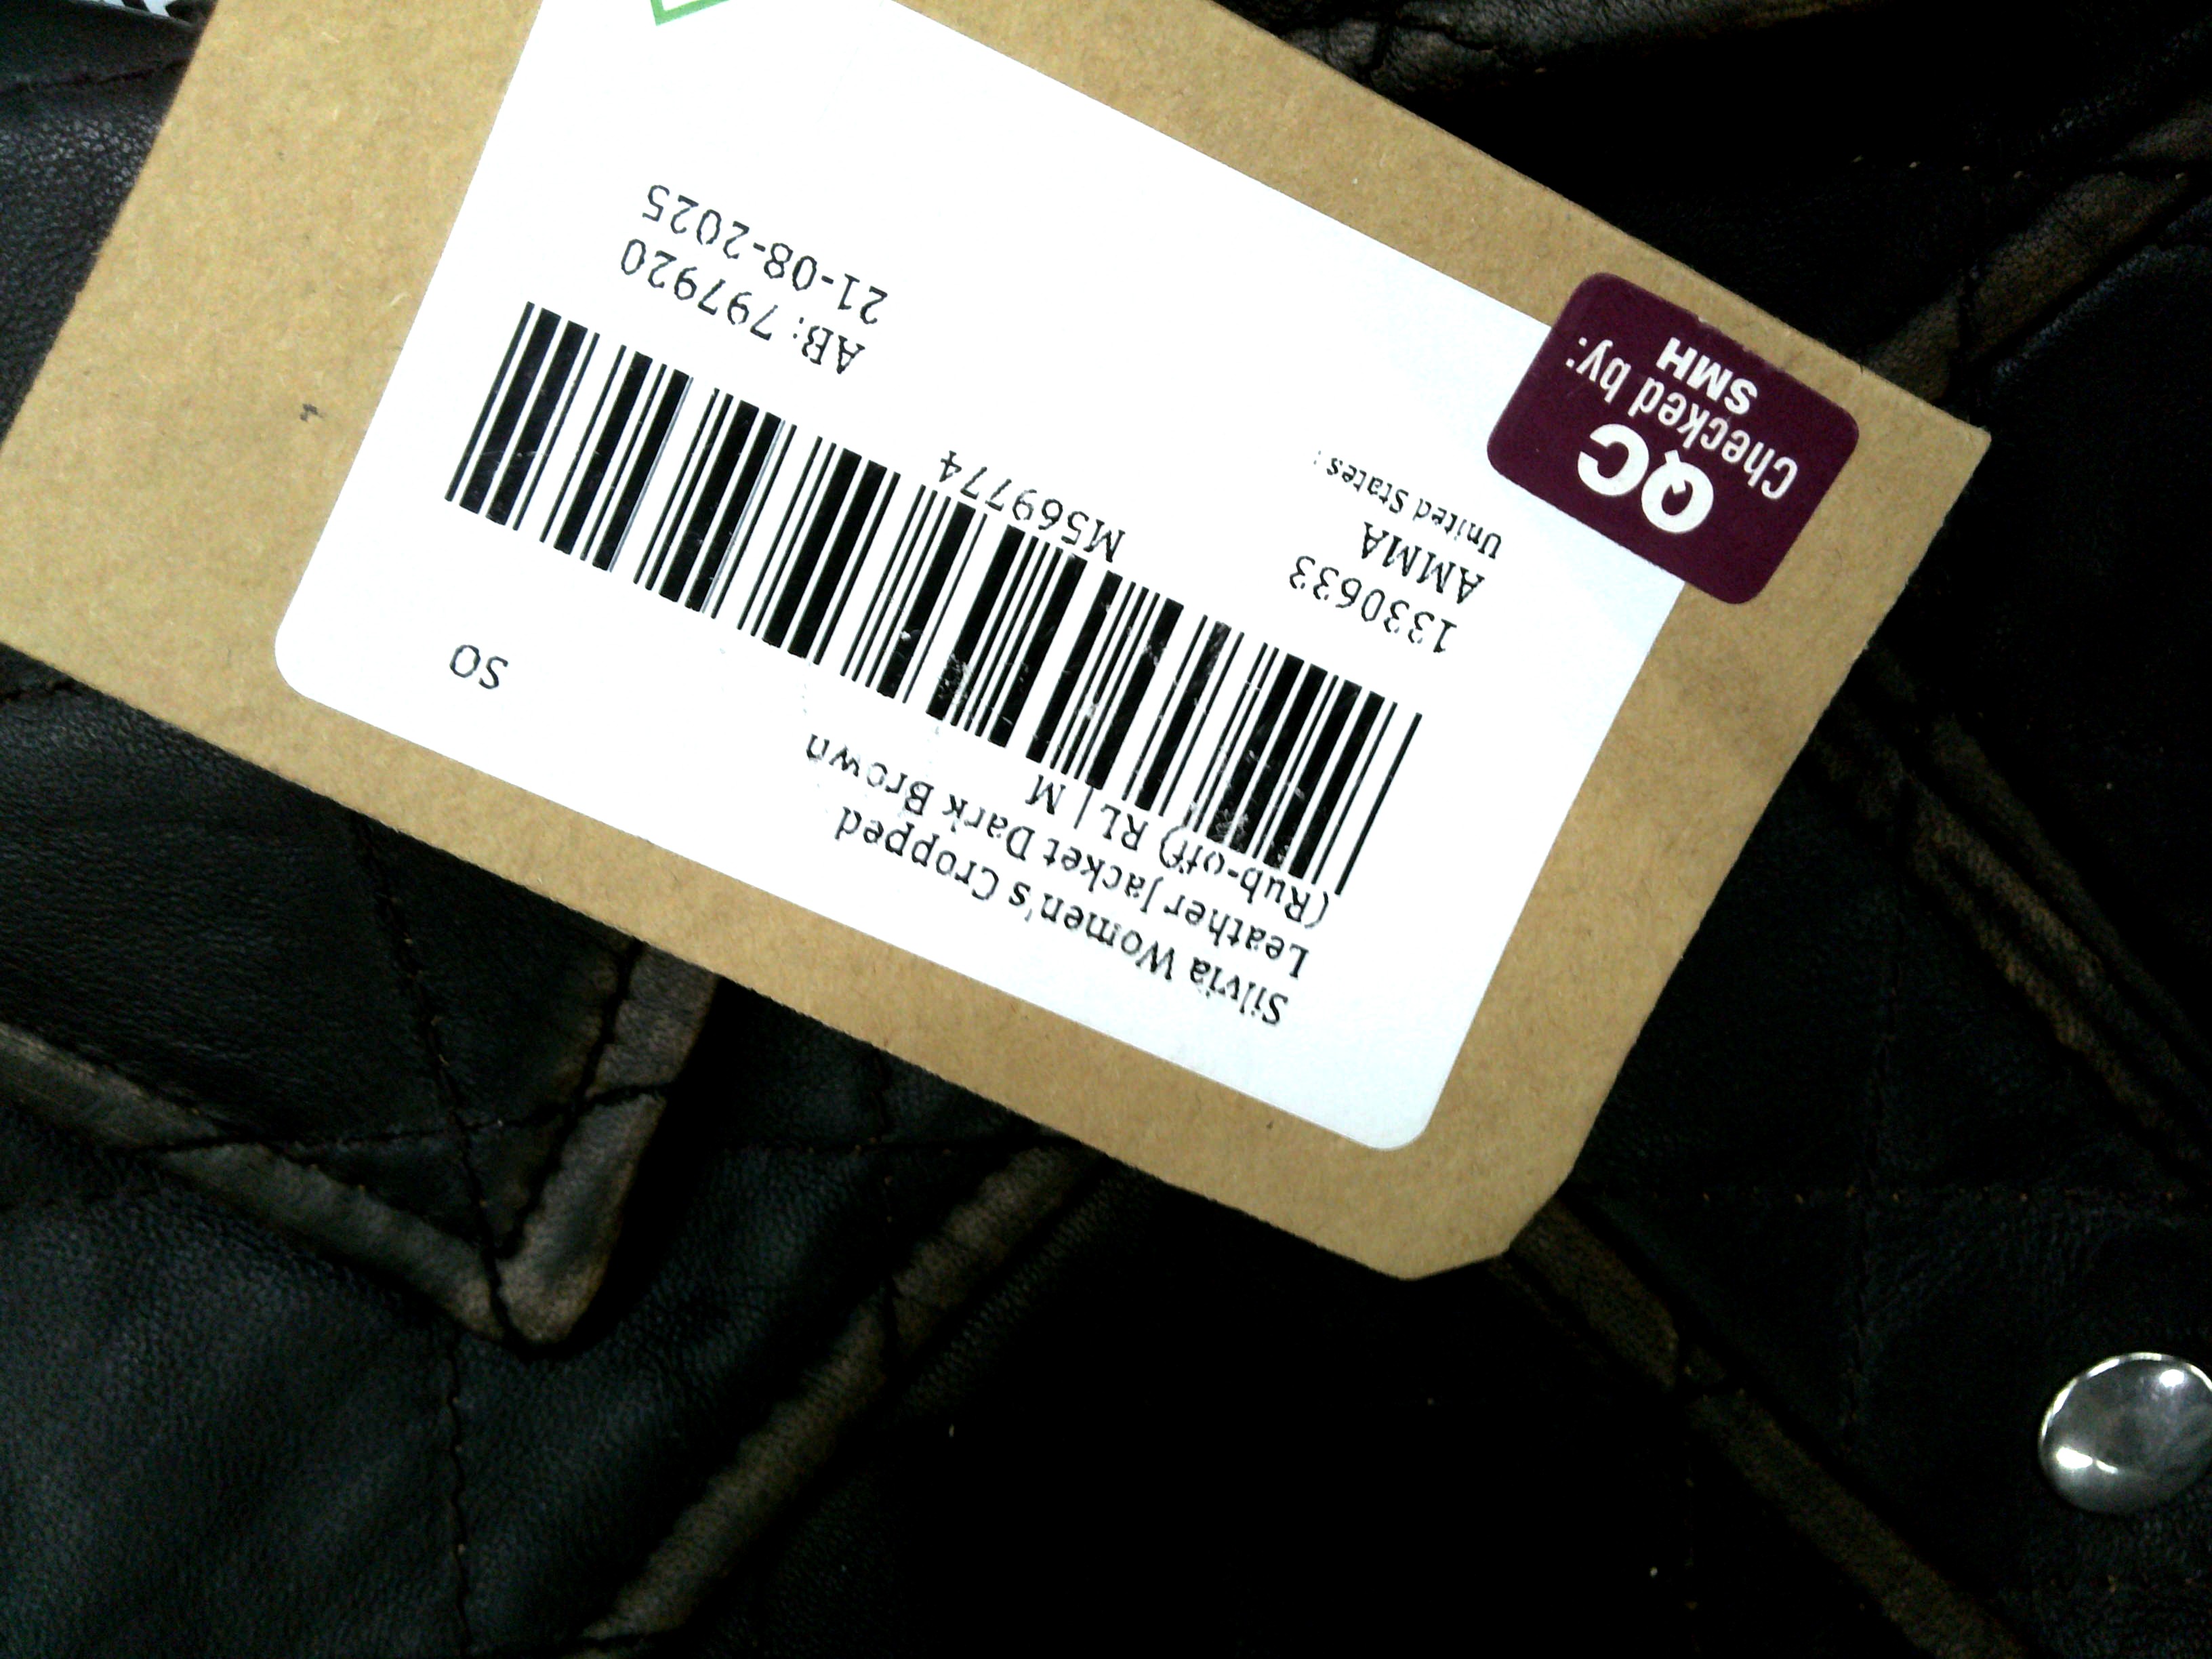 Silvia Women's Cropped
Leather Jacket Dark Brown
(Rub-off) RL | M
SO
M569774
1330633
AMMA
United States :
AB: 797920
21-08-2025
QC
Checked by:
SMH